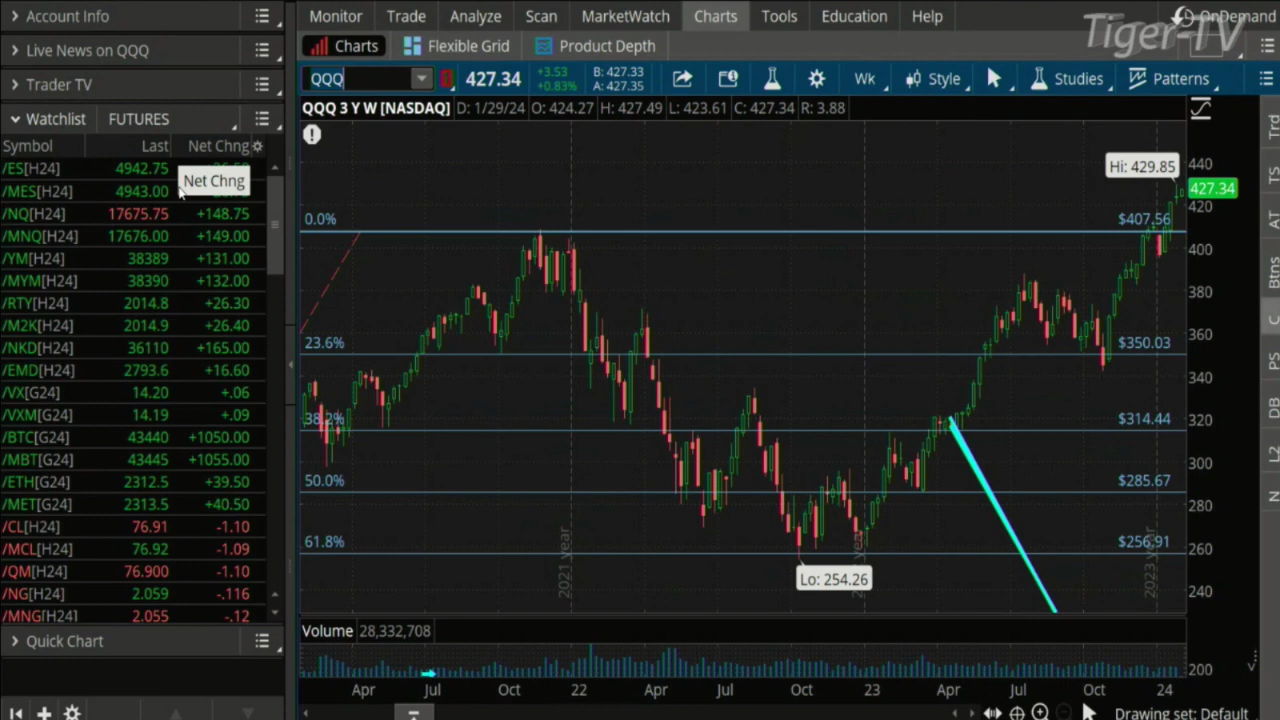 Account Info
Live News on QQQ
Trader TV
Watchlist FUTURES
Symbol Last Net Chng
/ES[H24] 4942.75
/MES[H24] 4943.00
Net Chng
/NQ[H24] 17675.75 +148.75
/MNQ[H24] 17676.00 +149.00
/YM[H24] 38389 +131.00
/MYM[H24] 38390 +132.00
/RTY[H24] 2014.8 +26.30
/M2K[H24] 2014.9 +26.40
/NKD[H24] 36110 +165.00
/EMD[H24] 2793.6 +16.60
/VX[G24] 14.20 +.06
/VXM[G24] 14.19 +.09
/BTC[G24] 43440 +1050.00
/MBT[G24] 43445 +1055.00
/ETH[G24] 2312.5 +39.50
/MET[G24] 2313.5 +40.50
/CL[H24] 76.91 -1.10
/MCL[H24] 76.92 -1.09
/QM[H24] 76.900 -1.10
/NG[H24] 2.059 -.116
/MNG[H24] 2.055 -.12
Quick Chart
Monitor Trade Analyze Scan MarketWatch Charts Tools Education Help
OnDemand
Tiger-TV
Charts Flexible Grid Product Depth
QQQ 427.34 +3.53 +0.83% B: 427.33 A: 427.35 Wk Style Studies Patterns
QQQ 3 Y W [NASDAQ] D: 1/29/24 O: 424.27 H: 427.49 L: 423.61 C: 427.34 R: 3.88
Hi: 429.85
427.34
0.0% $407.56
23.6% $350.03
38.2% $314.44
50.0% $285.67
61.8% $256.91
Lo: 254.26
2021 year
2023 year
440
420
400
380
360
340
320
300
280
260
240
Volume 28,332,708
200
Apr Jul Oct 22 Apr Jul Oct 23 Apr Jul Oct 24
Drawing set: Default
Trd
TS
AT
Btns
C
PS
DB
L2
N